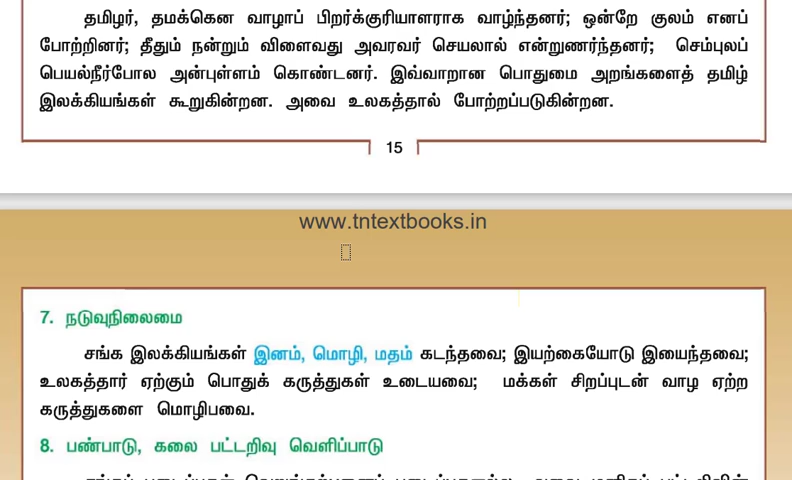 தமிழர், தமக்கென வாழாப் பிறர்க்குரியாளராக வாழ்ந்தனர்; ஒன்றே குலம் எனப்
போற்றினர்; தீதும் நன்றும் விளைவது அவரவர் செயலால் என்றுணர்ந்தனர்; செம்புலப்
பெயல்நீர்போல அன்புள்ளம் கொண்டனர். இவ்வாறான பொதுமை அறங்களைத் தமிழ்
இலக்கியங்கள் கூறுகின்றன. அவை உலகத்தால் போற்றப்படுகின்றன.
15
www.tntextbooks.in
7. நடுவுநிலைமை
சங்க இலக்கியங்கள் இனம், மொழி, மதம் கடந்தவை; இயற்கையோடு இயைந்தவை;
உலகத்தார் ஏற்கும் பொதுக் கருத்துகள் உடையவை; மக்கள் சிறப்புடன் வாழ ஏற்ற
கருத்துகளை மொழிபவை.
8. பண்பாடு, கலை பட்டறிவு வெளிப்பாடு